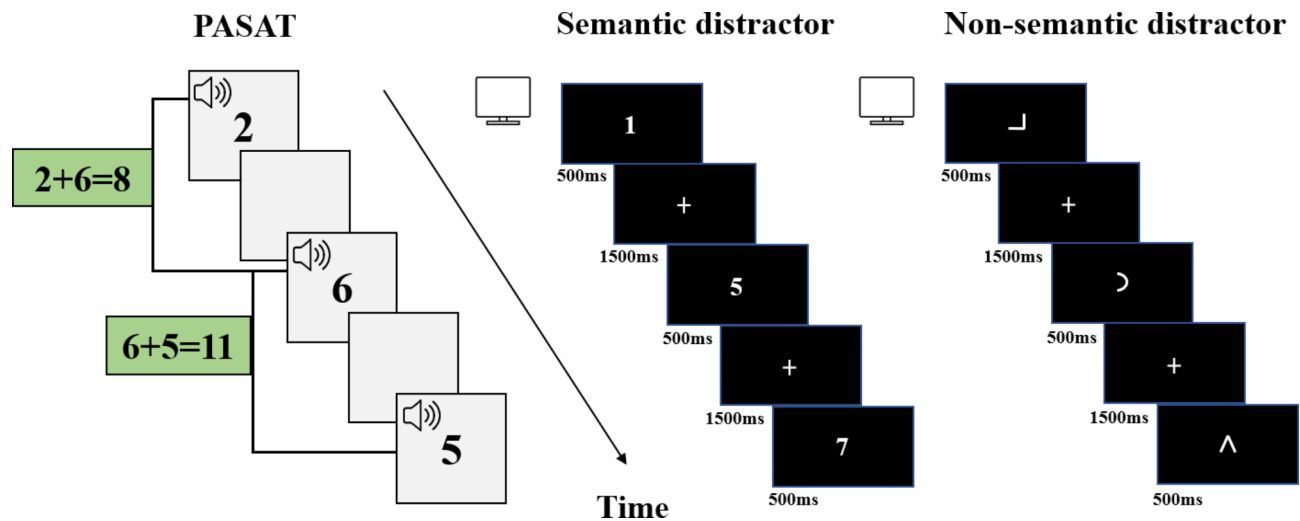 PASAT
2
2+6=8
6
6+5=11
5
Time
Semantic distractor
1
500ms
+
1500ms
5
500ms
+
1500ms
7
500ms
Non-semantic distractor
500ms
+
1500ms
500ms
+
1500ms
500ms